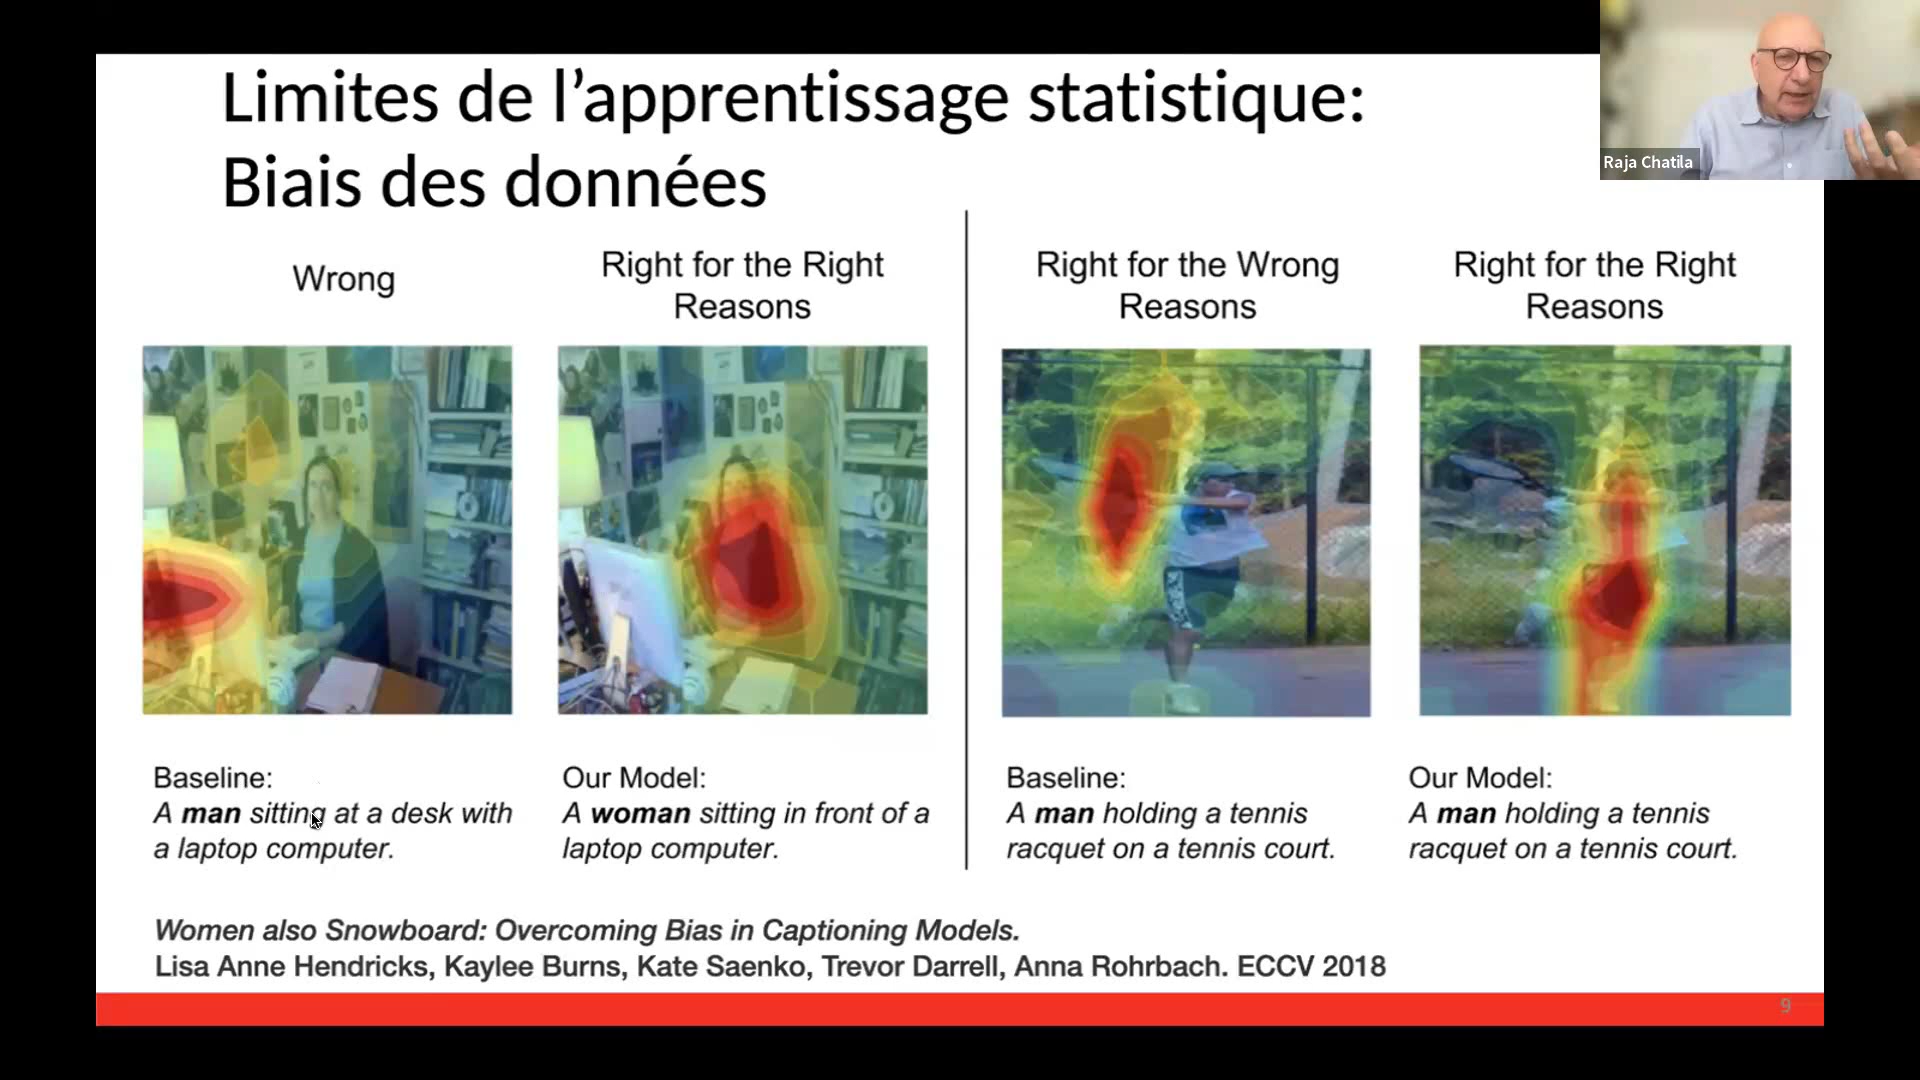 Limites de l’apprentissage statistique:
Biais des données
Raja Chatila
Wrong
Right for the Right
Reasons
Right for the Wrong
Reasons
Right for the Right
Reasons
Baseline:
A man sitting at a desk with
a laptop computer.
Our Model:
A woman sitting in front of a
laptop computer.
Baseline:
A man holding a tennis
racquet on a tennis court.
Our Model:
A man holding a tennis
racquet on a tennis court.
Women also Snowboard: Overcoming Bias in Captioning Models.
Lisa Anne Hendricks, Kaylee Burns, Kate Saenko, Trevor Darrell, Anna Rohrbach. ECCV 2018
9